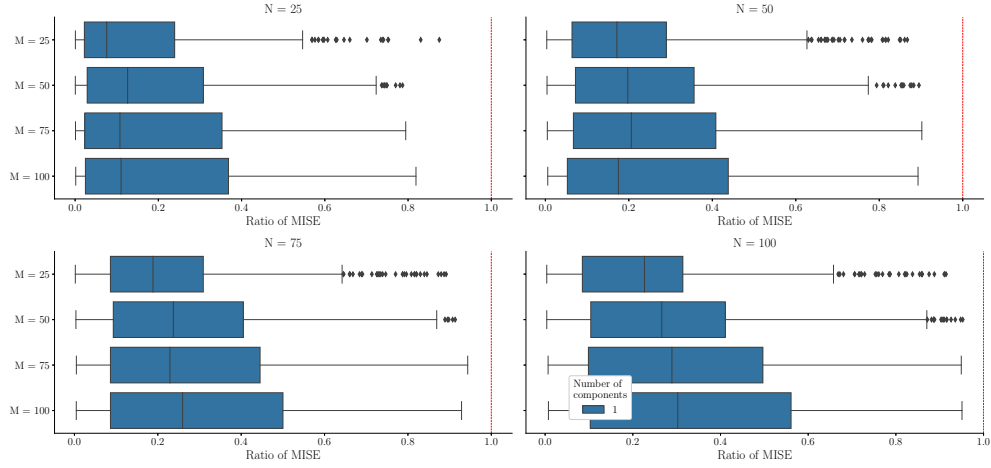 N = 25
M = 25
M = 50
M = 75
M = 100
0.0 0.2 0.4 0.6 0.8 1.0
Ratio of MISE
N = 50
0.0 0.2 0.4 0.6 0.8 1.0
Ratio of MISE
N = 75
M = 25
M = 50
M = 75
M = 100
0.0 0.2 0.4 0.6 0.8 1.0
Ratio of MISE
N = 100
Number of
components
1
0.0 0.2 0.4 0.6 0.8 1.0
Ratio of MISE